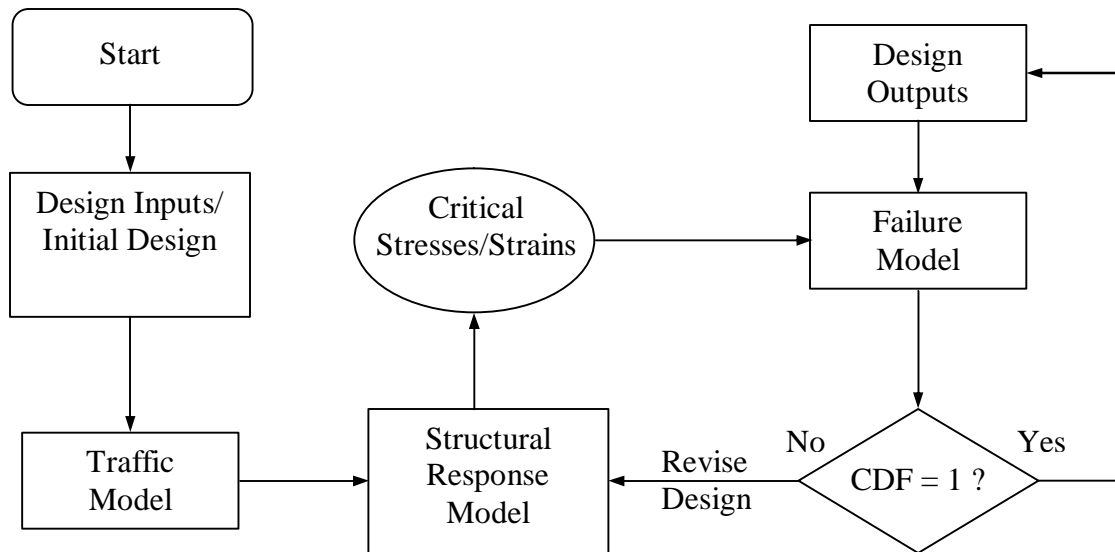 Start
Design Inputs/
Initial Design
Traffic
Model
Structural
Response
Model
Critical
Stresses/Strains
Design
Outputs
Failure
Model
CDF = 1 ?
No
Revise
Design
Yes